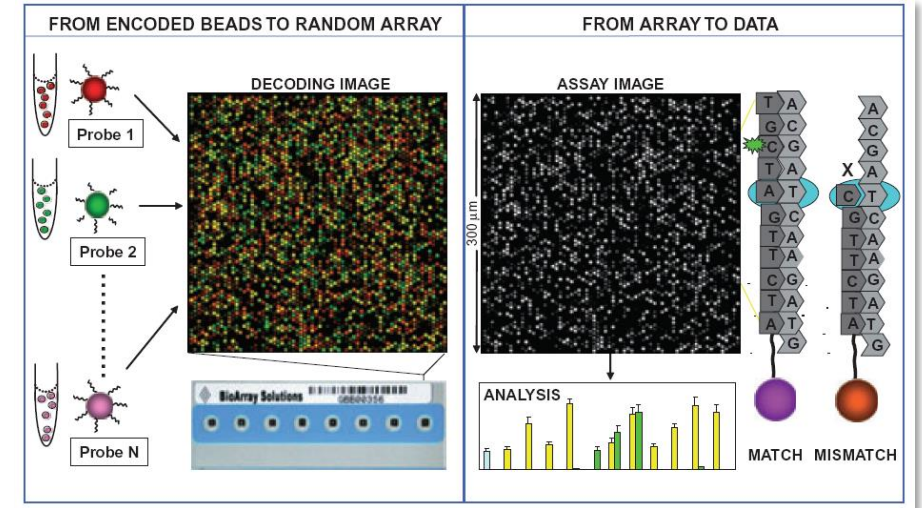 FROM ENCODED BEADS TO RANDOM ARRAY
FROM ARRAY TO DATA
DECODING IMAGE
Probe 1
Probe 2
Probe N
BioArray Solutions
GBB00356
ASSAY IMAGE
300 µm
ANALYSIS
T A
G C
C G
T A
A T
G C
T A
T A
C G
T A
A T
G
MATCH
A
C
G
A
X
C T
G C
T A
T A
C G
T A
A T
G
MISMATCH